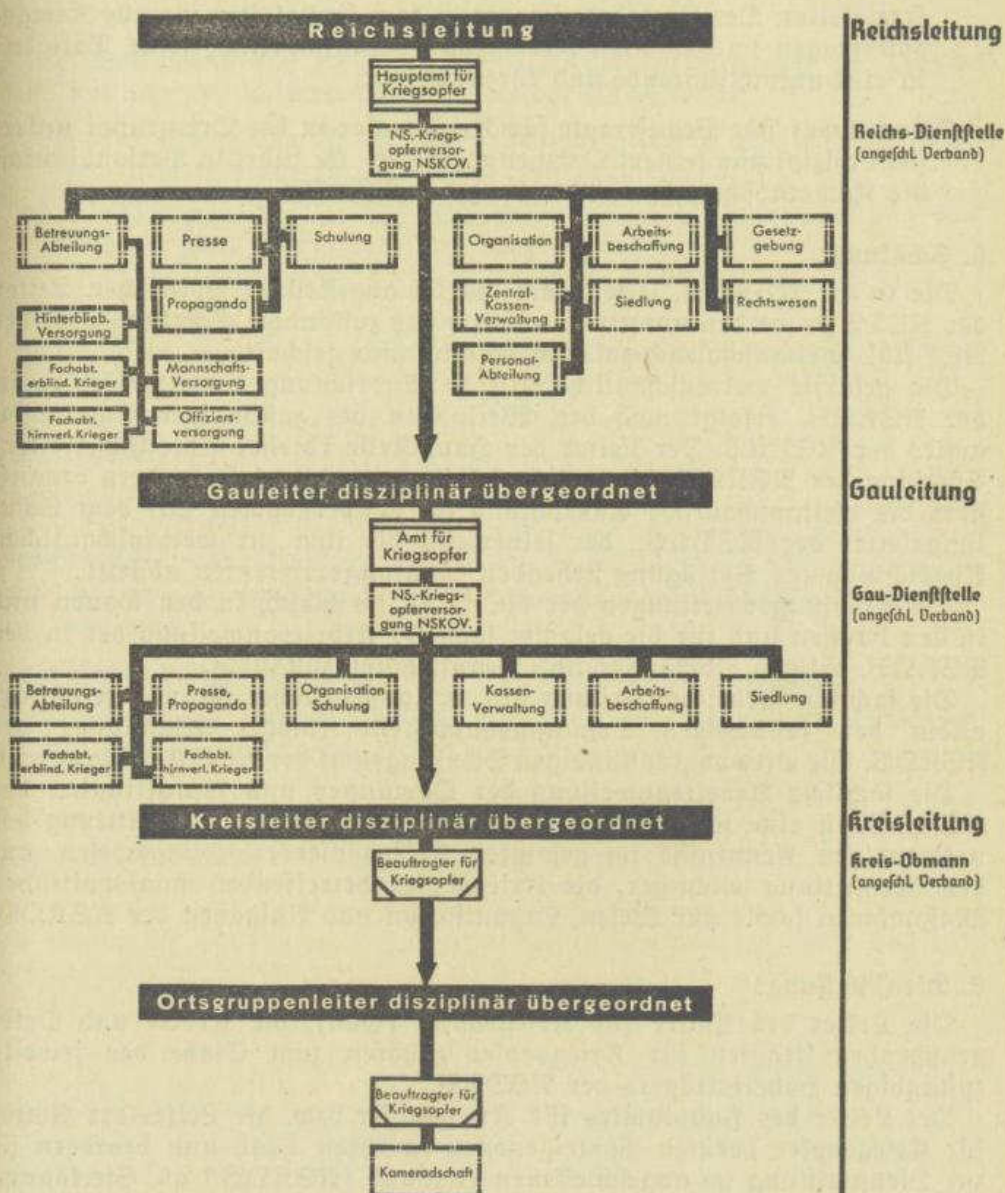 Reichsleitung
Reichsleitung
Hauptamt für
Kriegsopfer
NS.-Kriegs-
opferversor-
gung NSKOV.
Reichs-Dienststelle
(angeschl. Verband)
Betreuungs-
Abteilung
Presse
Schulung
Organisation
Arbeits-
beschaffung
Gesetz-
gebung
Propaganda
Zentral-
Kassen-
Verwaltung
Siedlung
Rechtswesen
Hinterblieb.
Versorgung
Personal-
Abteilung
Fachabt.
erblind. Krieger
Mannschafts-
Versorgung
Fachabt.
hirnverl. Krieger
Offiziers-
versorgung
Gauleiter disziplinär übergeordnet
Gauleitung
Amt für
Kriegsopfer
NS.-Kriegs-
opferversor-
gung NSKOV.
Gau-Dienststelle
(angeschl. Verband)
Betreuungs-
Abteilung
Presse,
Propaganda
Organisation
Schulung
Kassen-
Verwaltung
Arbeits-
beschaffung
Siedlung
Fachabt.
erblind. Krieger
Fachabt.
hirnverl. Krieger
Kreisleiter disziplinär übergeordnet
Kreisleitung
Beauftragter für
Kriegsopfer
Kreis-Obmann
(angeschl. Verband)
Ortsgruppenleiter disziplinär übergeordnet
Beauftragter für
Kriegsopfer
Kameradschaft